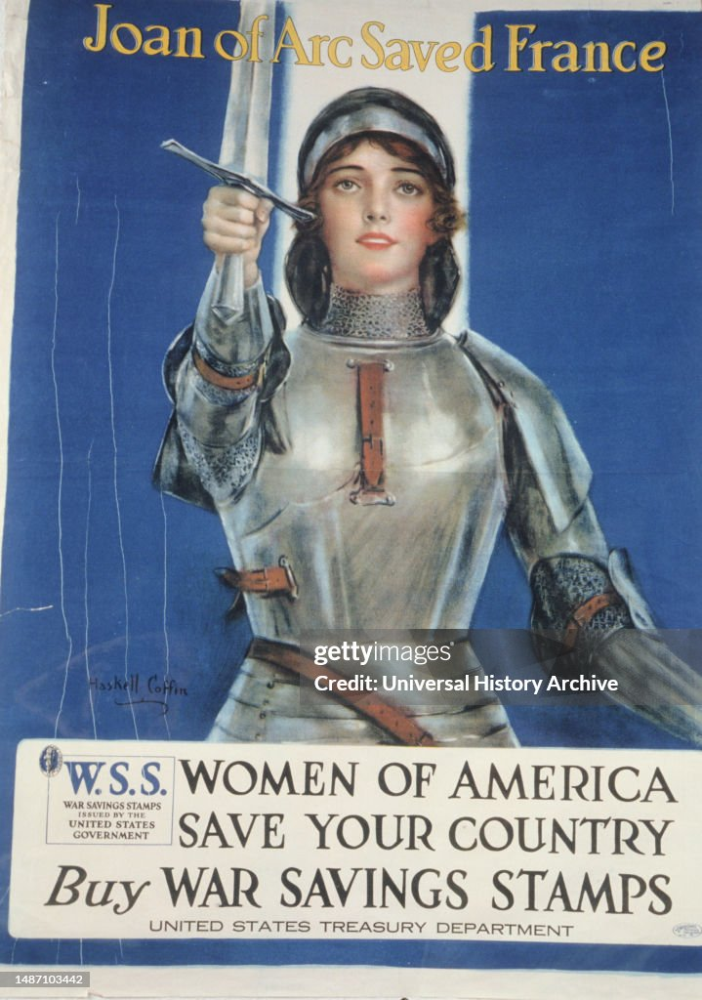 Joan of Arc Saved France
gettyimages®
Credit: Universal History Archive
Haskell Coffin
W.S.S.
WAR SAVINGS STAMPS
ISSUED BY THE
UNITED STATES
GOVERNMENT
WOMEN OF AMERICA
SAVE YOUR COUNTRY
Buy WAR SAVINGS STAMPS
UNITED STATES TREASURY DEPARTMENT
1487103442